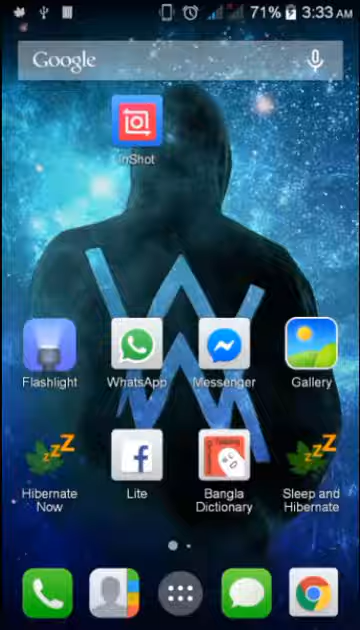 71% 3:33 AM
Google
InShot
Flashlight WhatsApp Messenger Gallery
Hibernate Now
Lite
Bangla Dictionary
Sleep and Hibernate